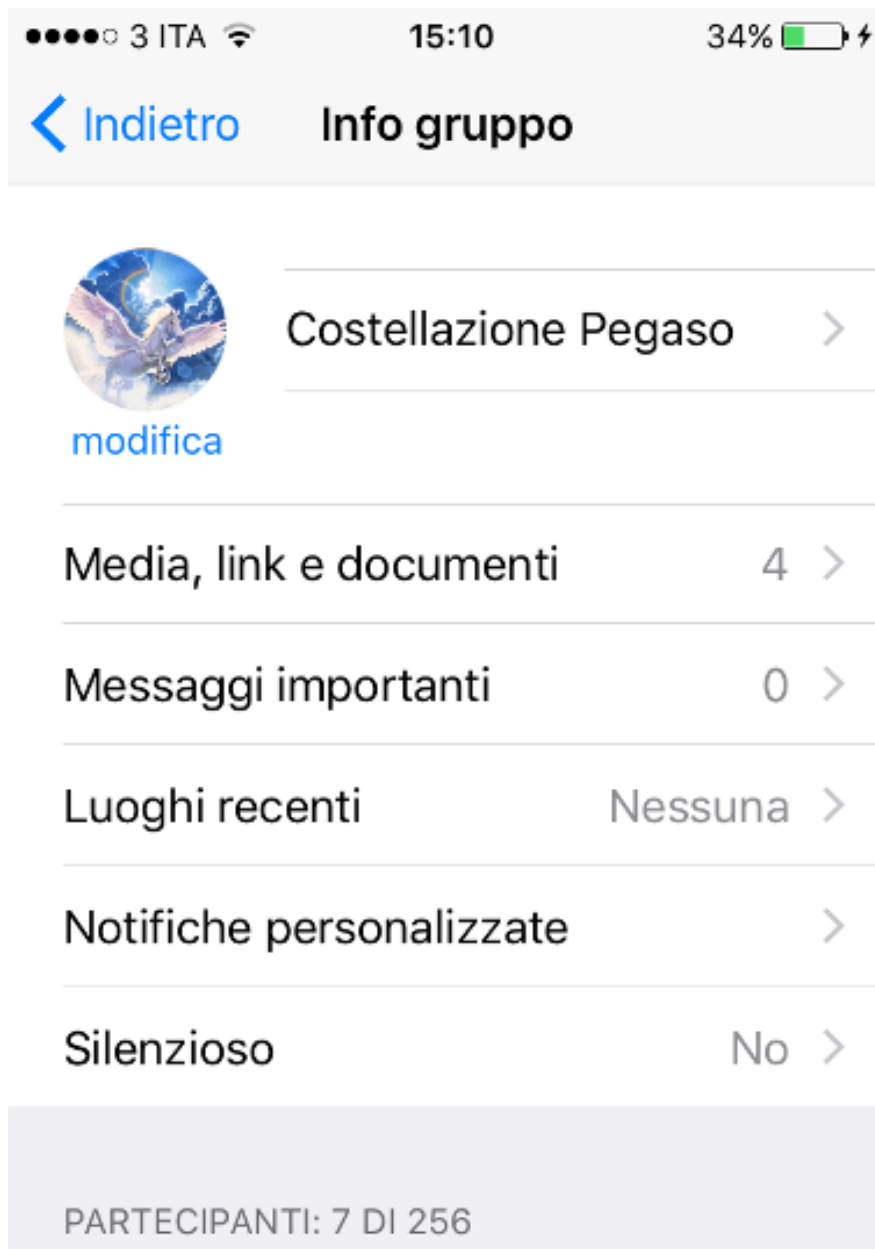 3 ITA 15:10 34%
Indietro Info gruppo
Costellazione Pegaso
modifica
Media, link e documenti 4
Messaggi importanti 0
Luoghi recenti Nessuna
Notifiche personalizzate
Silenzioso No
PARTECIPANTI: 7 DI 256